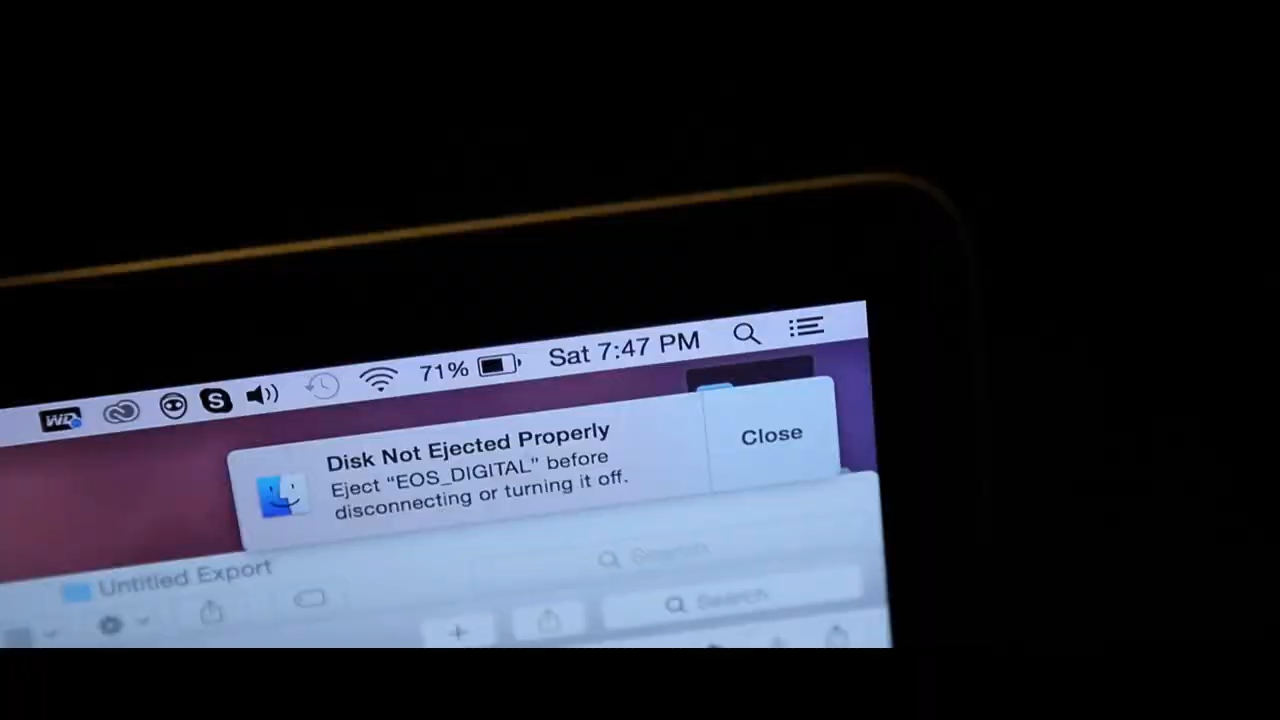 WD
S
71%
Sat 7:47 PM
Disk Not Ejected Properly
Eject “EOS_DIGITAL” before
disconnecting or turning it off.
Close
Untitled Export
Search
Search